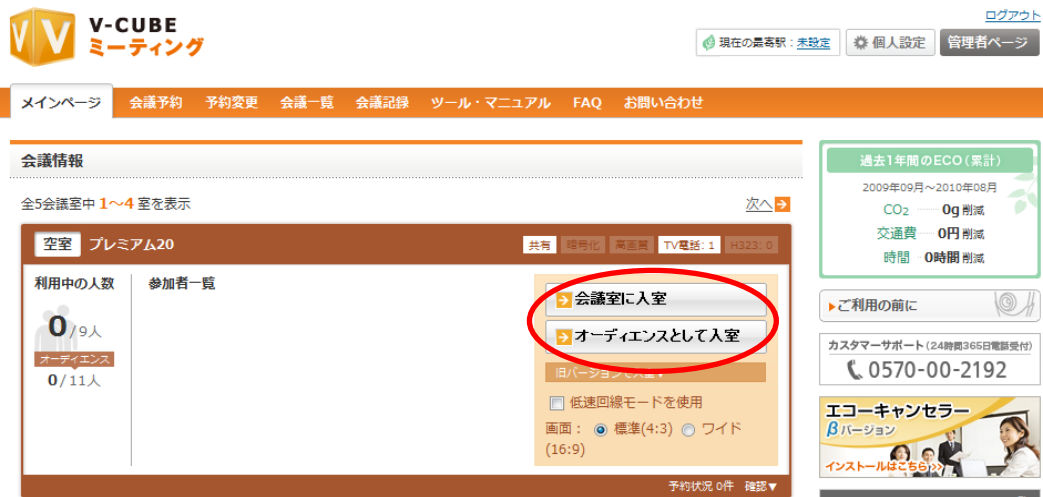 ログアウト
V-CUBE
ミーティング
現在の最寄駅：未設定
個人設定
管理者ページ
メインページ 会議予約 予約変更 会議一覧 会議記録 ツール・マニュアル FAQ お問い合わせ
会議情報
全5会議室中 1～4 室を表示
次へ
空室 プレミアム20
共有 暗号化 高画質 TV電話: 1 H323: 0
利用中の人数
参加者一覧
0/9人
オーディエンス
0/11人
会議室に入室
オーディエンスとして入室
低速回線モードを使用
画面： 標準(4:3) ワイド
(16:9)
予約状況 0件 確認▼
過去1年間のECO(累計)
2009年09月～2010年08月
CO2 0g削減
交通費 0円削減
時間 0時間削減
ご利用の前に
カスタマーサポート(24時間365日電話受付)
0570-00-2192
エコーキャンセラー
βバージョン
インストールはこちら